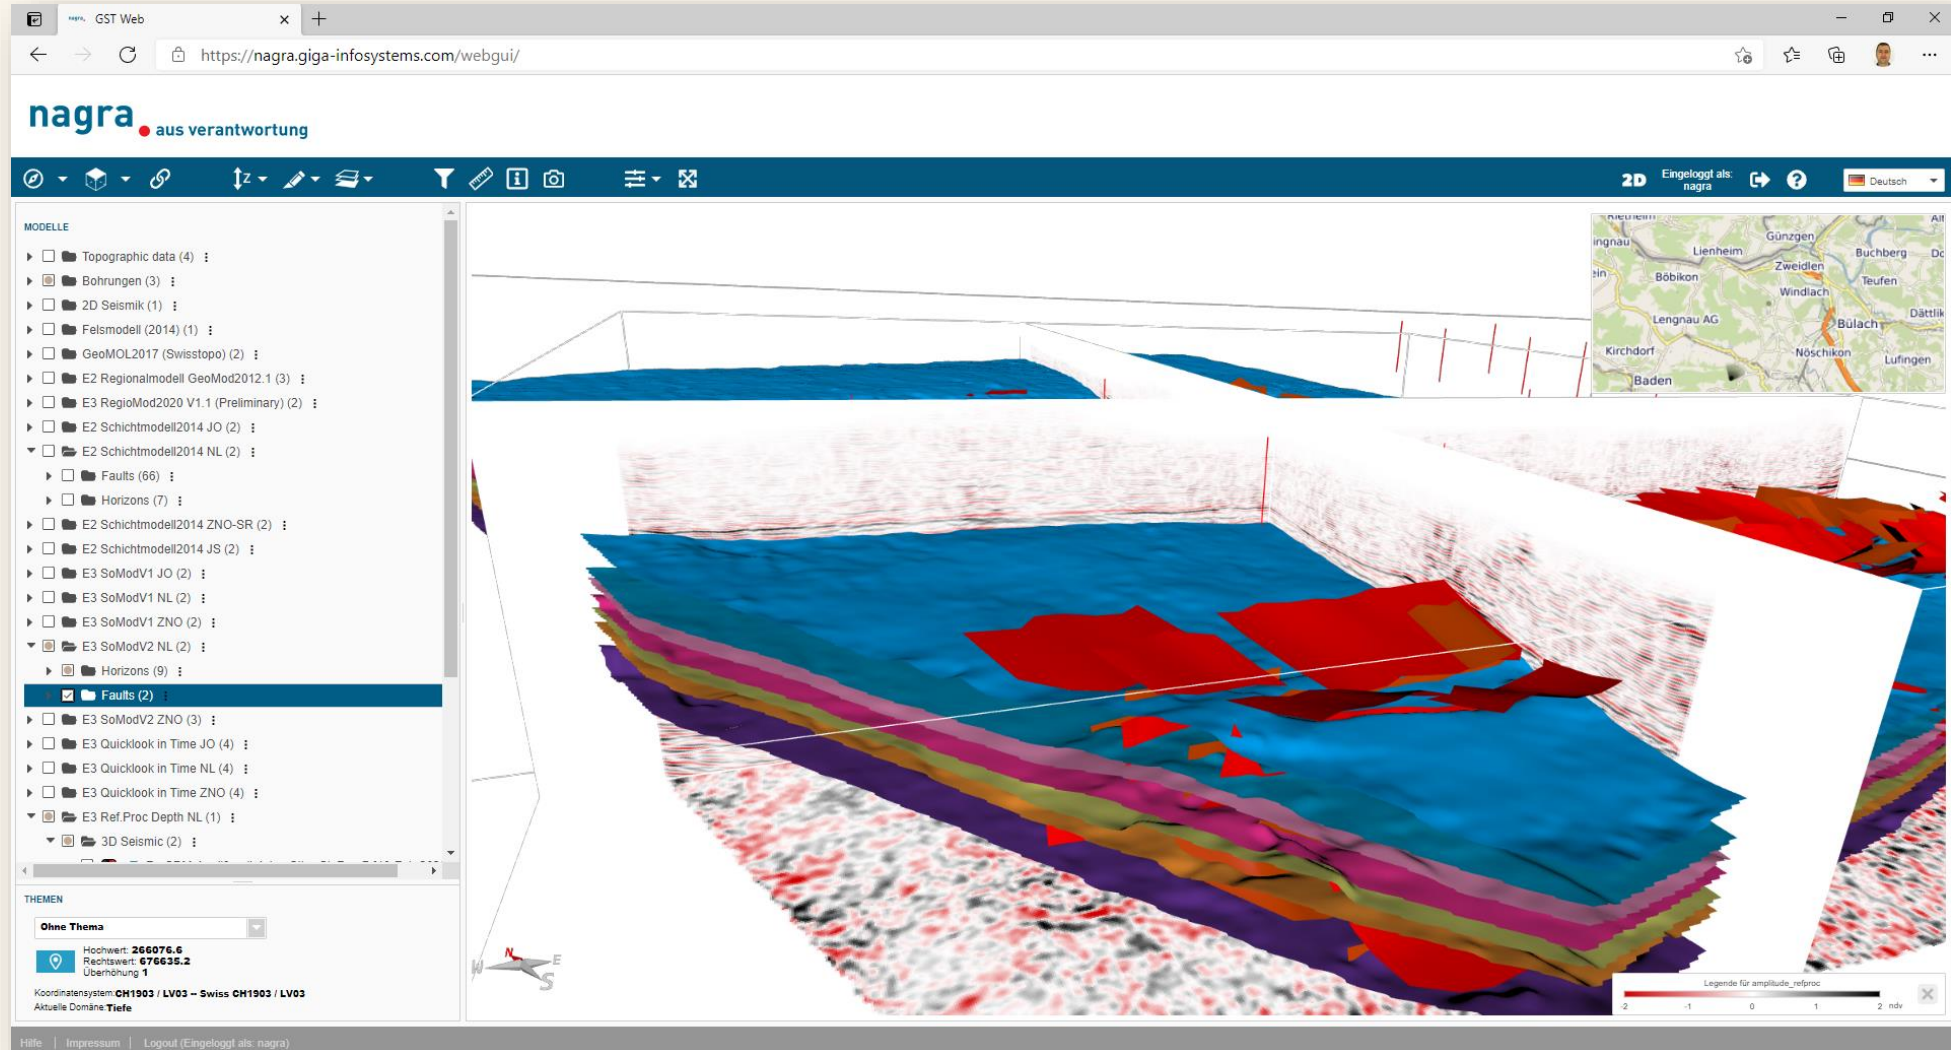 nagra. GST Web
https://nagra.giga-infosystems.com/webgui/
nagra. aus verantwortung
Z
2D
Eingeloggt als:
nagra
Deutsch
MODELLE
Topographic data (4)
Bohrungen (3)
2D Seismik (1)
Felsmodell (2014) (1)
GeoMOL2017 (Swisstopo) (2)
E2 Regionalmodell GeoMod2012.1 (3)
E3 RegioMod2020 V1.1 (Preliminary) (2)
E2 Schichtmodell2014 JO (2)
E2 Schichtmodell2014 NL (2)
Faults (66)
Horizons (7)
E2 Schichtmodell2014 ZNO-SR (2)
E2 Schichtmodell2014 JS (2)
E3 SoModV1 JO (2)
E3 SoModV1 NL (2)
E3 SoModV1 ZNO (2)
E3 SoModV2 NL (2)
Horizons (9)
Faults (2)
E3 SoModV2 ZNO (3)
E3 Quicklook in Time JO (4)
E3 Quicklook in Time NL (4)
E3 Quicklook in Time ZNO (4)
E3 Ref.Proc Depth NL (1)
3D Seismic (2)
THEMEN
Ohne Thema
Hochwert: 266076.6
Rechtswert: 676635.2
Überhöhung 1
Koordinatensystem:CH1903 / LV03 -- Swiss CH1903 / LV03
Aktuelle Domäne:Tiefe
Günzgen
Lienheim
Buchberg
Zweidlen
Böbikon
Teufen
Windlach
Lengnau AG
Dättlik
Bülach
Kirchdorf
Nöschikon
Lufingen
Baden
N
W
E
S
Legende für amplitude_refproc
-2 -1 0 1 2 ndv
Hilfe | Impressum | Logout (Eingeloggt als: nagra)